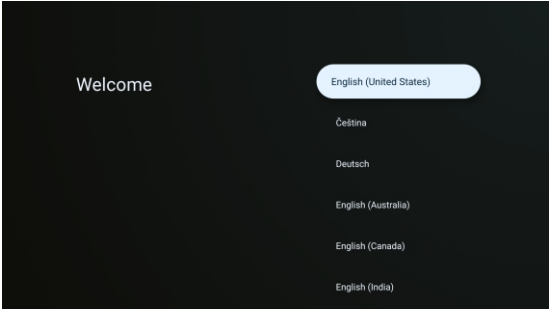 Welcome
English (United States)
Čeština
Deutsch
English (Australia)
English (Canada)
English (India)